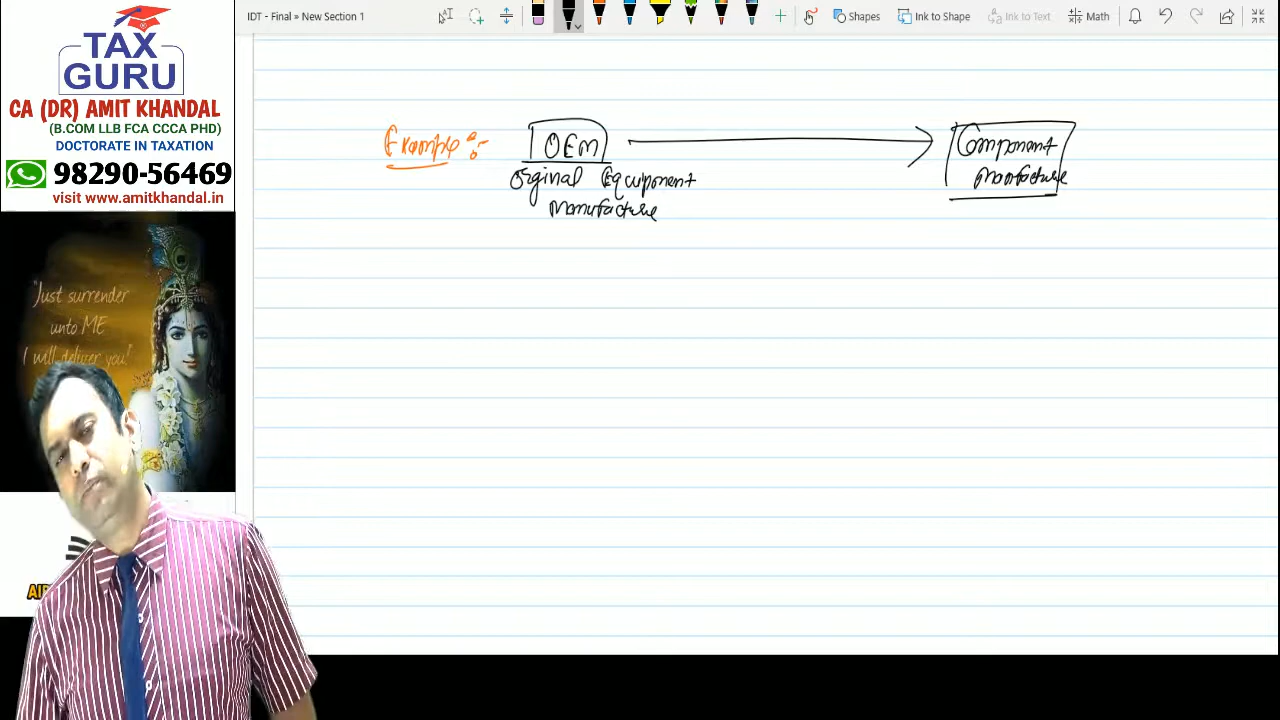 IDT - Final » New Section 1
Shapes
Ink to Shape
Ink to Text
Math
TAX
GURU
CA (DR) AMIT KHANDAL
(B.COM LLB FCA CCCA PHD)
DOCTORATE IN TAXATION
98290-56469
visit www.amitkhandal.in
"Just surrender
unto ME
I will deliver you!"
Example :-
OEM
Orginal Equipment
Manufacture
Component
Manfacture